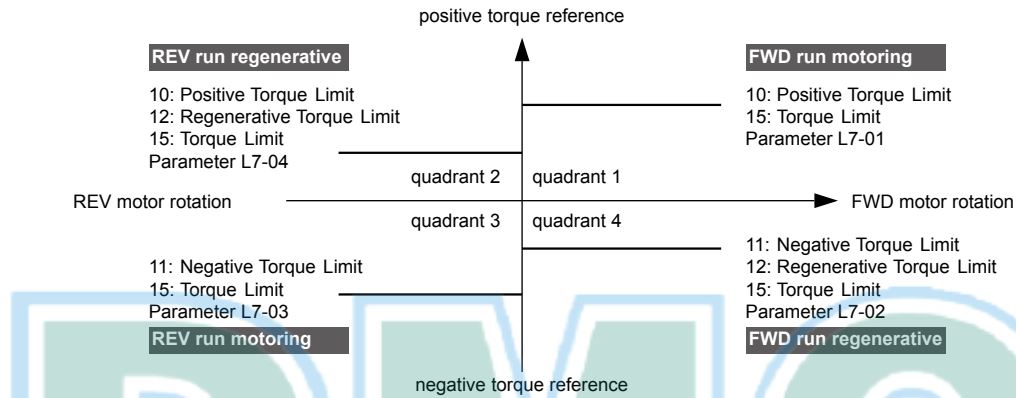 positive torque reference
REV run regenerative
10: Positive Torque Limit
12: Regenerative Torque Limit
15: Torque Limit
Parameter L7-04
FWD run motoring
10: Positive Torque Limit
15: Torque Limit
Parameter L7-01
quadrant 2
quadrant 1
REV motor rotation
FWD motor rotation
quadrant 3
quadrant 4
11: Negative Torque Limit
15: Torque Limit
Parameter L7-03
REV run motoring
11: Negative Torque Limit
12: Regenerative Torque Limit
15: Torque Limit
Parameter L7-02
FWD run regenerative
negative torque reference